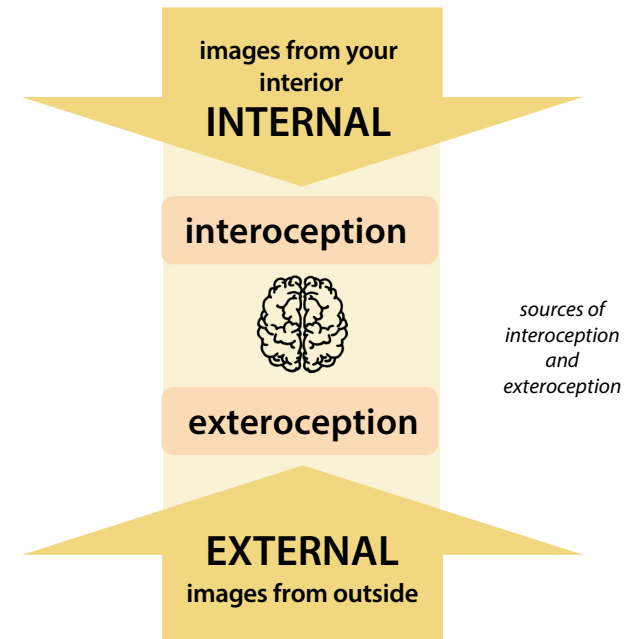 images from your
interior
INTERNAL
interoception
sources of
interoception
and
exteroception
exteroception
EXTERNAL
images from outside